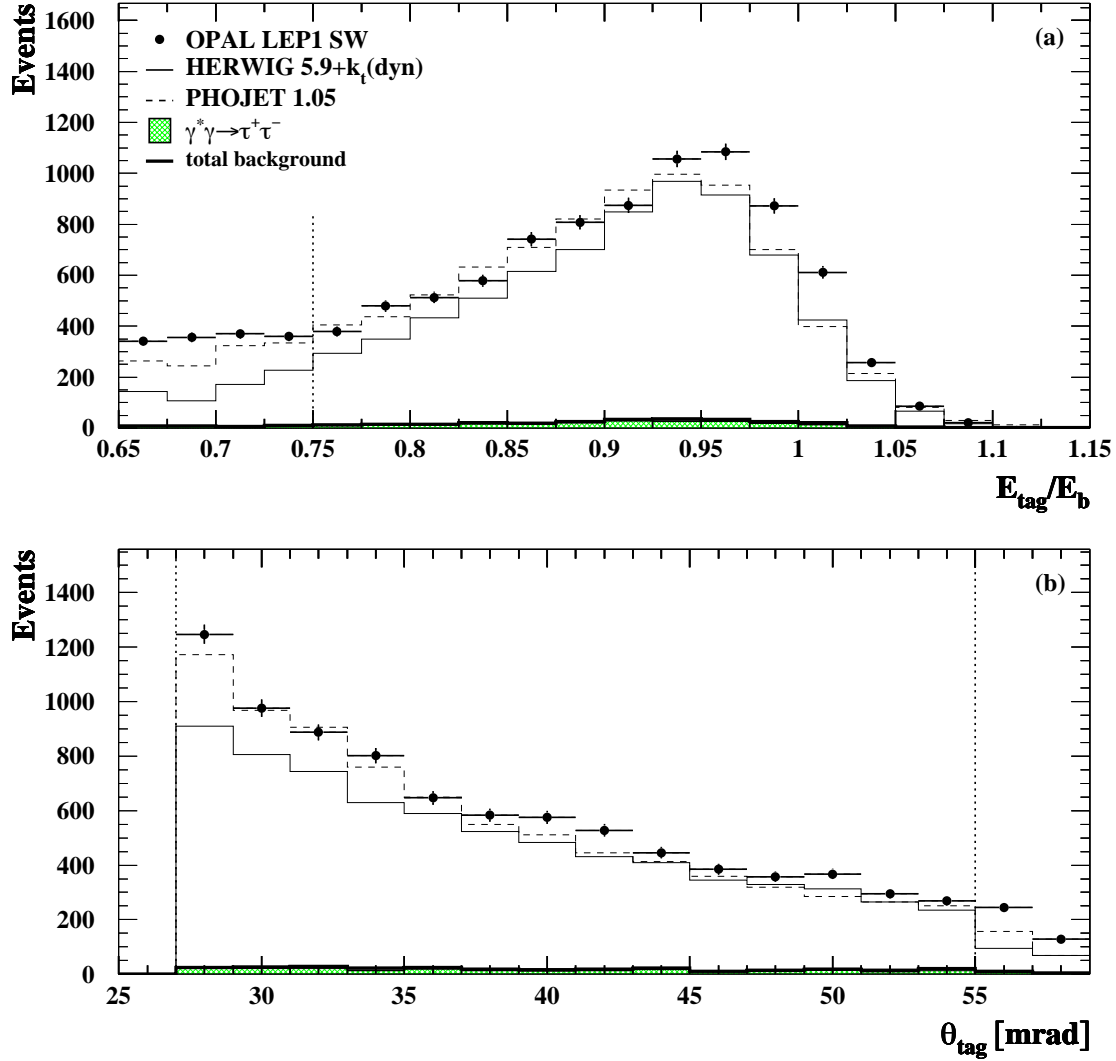 Events
1600
1400
1200
1000
800
600
400
200
0
(a)
OPAL LEP1 SW
HERWIG 5.9+k_t(dyn)
PHOJET 1.05
γ*γ→τ⁺τ⁻
total background
0.65 0.7 0.75 0.8 0.85 0.9 0.95 1 1.05 1.1 1.15
E_tag/E_b
Events
1400
1200
1000
800
600
400
200
0
(b)
25 30 35 40 45 50 55
θ_tag [mrad]